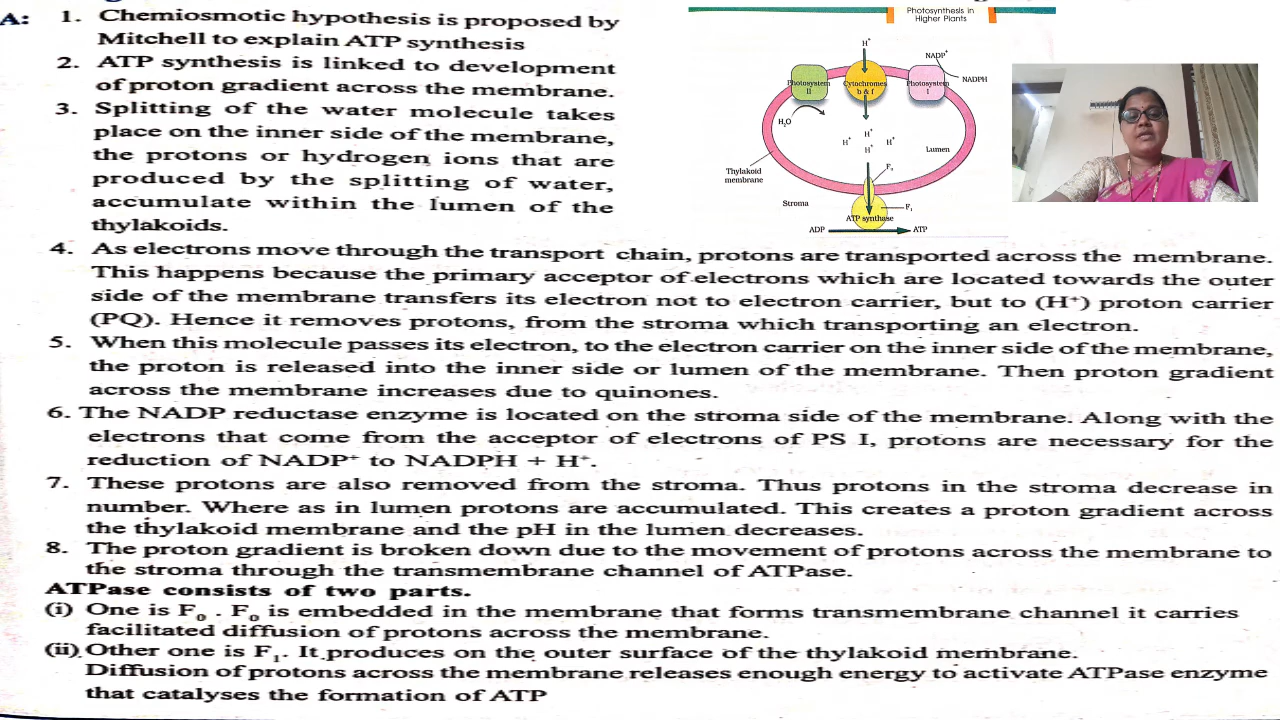 A: 1. Chemiosmotic hypothesis is proposed by
Mitchell to explain ATP synthesis
2. ATP synthesis is linked to development
of proton gradient across the membrane.
3. Splitting of the water molecule takes
place on the inner side of the membrane,
the protons or hydrogen ions that are
produced by the splitting of water,
accumulate within the lumen of the
thylakoids.
Photosynthesis in
Higher Plants
H⁺
NADP⁺
NADPH
Photosystem
II
Cytochromes
b & f
Photosystem
I
H₂O
H⁺
H⁺ H⁺
H⁺
Lumen
Thylakoid
membrane
F₀
Stroma
F₁
ATP synthase
ADP ATP
4. As electrons move through the transport chain, protons are transported across the membrane.
This happens because the primary acceptor of electrons which are located towards the outer
side of the membrane transfers its electron not to electron carrier, but to (H⁺) proton carrier
(PQ). Hence it removes protons, from the stroma which transporting an electron.
5. When this molecule passes its electron, to the electron carrier on the inner side of the membrane,
the proton is released into the inner side or lumen of the membrane. Then proton gradient
across the membrane increases due to quinones.
6. The NADP reductase enzyme is located on the stroma side of the membrane. Along with the
electrons that come from the acceptor of electrons of PS I, protons are necessary for the
reduction of NADP⁺ to NADPH + H⁺.
7. These protons are also removed from the stroma. Thus protons in the stroma decrease in
number. Where as in lumen protons are accumulated. This creates a proton gradient across
the thylakoid membrane and the pH in the lumen decreases.
8. The proton gradient is broken down due to the movement of protons across the membrane to
the stroma through the transmembrane channel of ATPase.
ATPase consists of two parts.
(i) One is F₀ . F₀ is embedded in the membrane that forms transmembrane channel it carries
facilitated diffusion of protons across the membrane.
(ii) Other one is F₁. It produces on the outer surface of the thylakoid membrane.
Diffusion of protons across the membrane releases enough energy to activate ATPase enzyme
that catalyses the formation of ATP